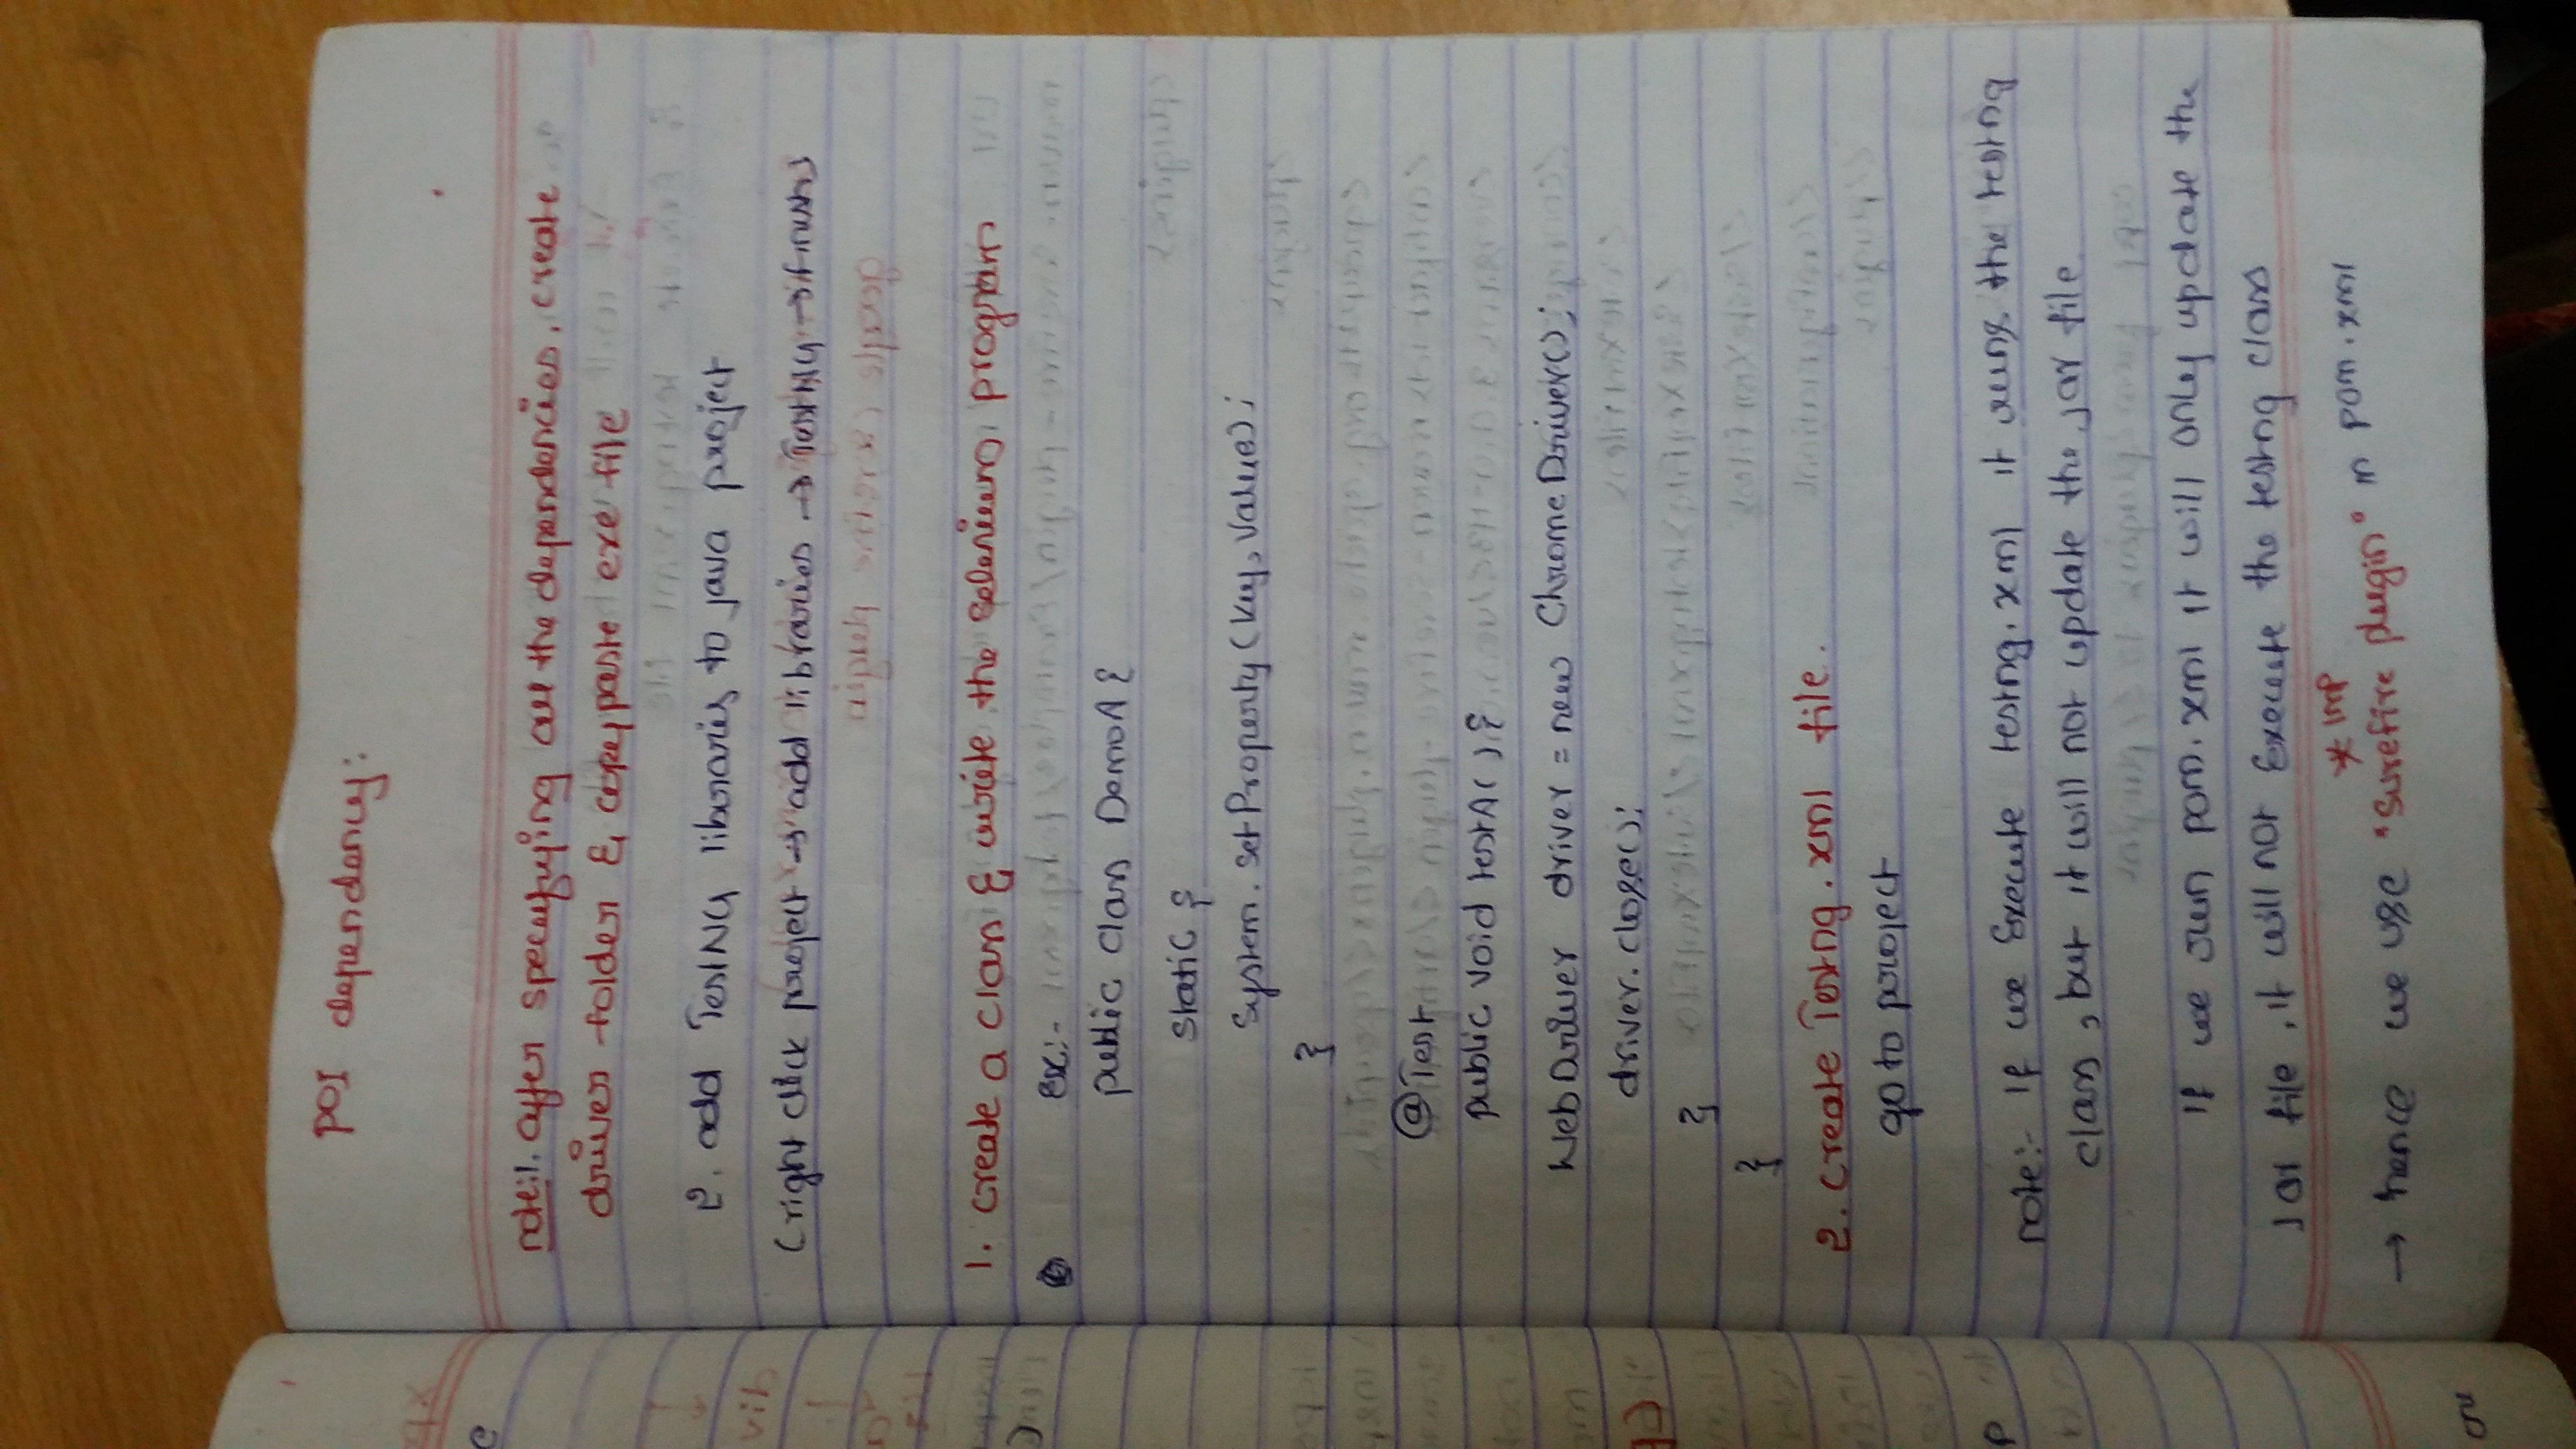 POI dependency:
note:1. after specifying all the dependencies, create
driver folder & copy paste exe file
2. add TestNG libraries to java project
(right click project → add libraries → TestNG → finish)
1. create a class & write the selenium program
ex:-
public class DemoA {
static {
System.setProperty(key, value);
}
@Test
public void testA() {
WebDriver driver = new ChromeDriver();
driver.close();
}
}
2. create Testng.xml file.
go to project
note:- If we Execute testng.xml it runs the testng
class, but it will not update the jar file.
If we run pom.xml it will only update the
Jar file, it will not Execute the testng class
* IMP
→ hence we use "Surefire plugin" in pom.xml